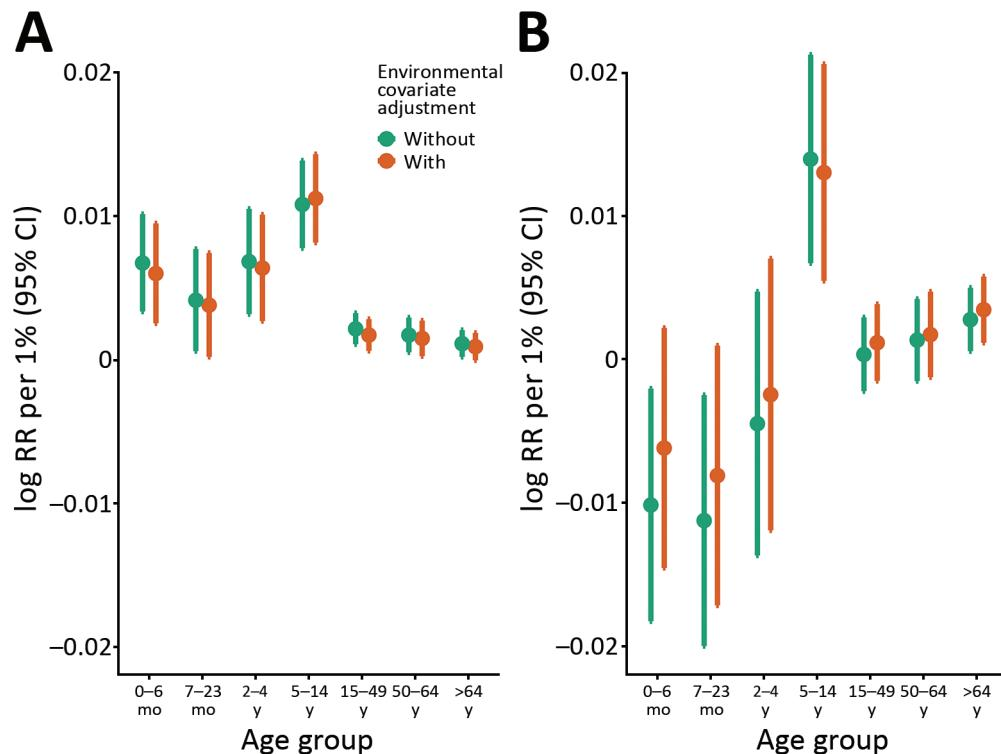 A
log RR per 1% (95% CI)
0.02
0.01
0
−0.01
−0.02
Environmental
covariate
adjustment
Without
With
0–6
mo
7–23
mo
2–4
y
5–14
y
15–49
y
50–64
y
>64
y
Age group
B
log RR per 1% (95% CI)
0.02
0.01
0
−0.01
−0.02
0–6
mo
7–23
mo
2–4
y
5–14
y
15–49
y
50–64
y
>64
y
Age group